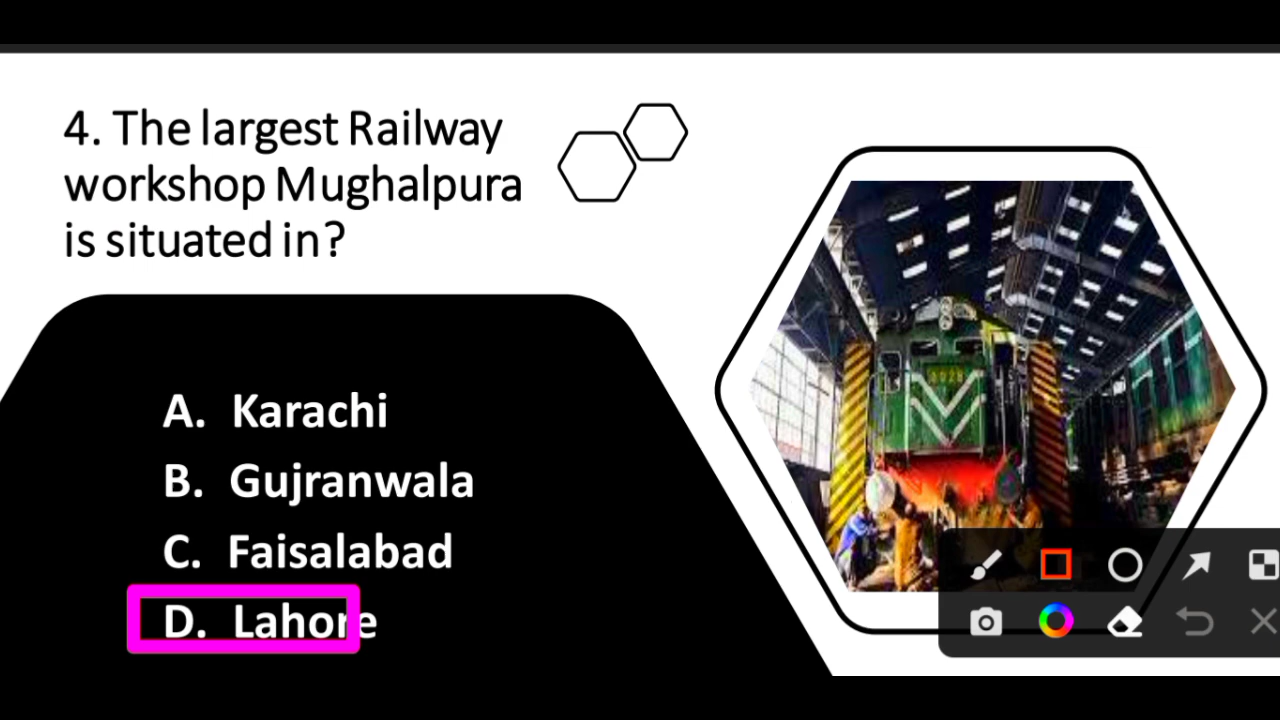 4. The largest Railway
workshop Mughalpura
is situated in?
A. Karachi
B. Gujranwala
C. Faisalabad
D. Lahore